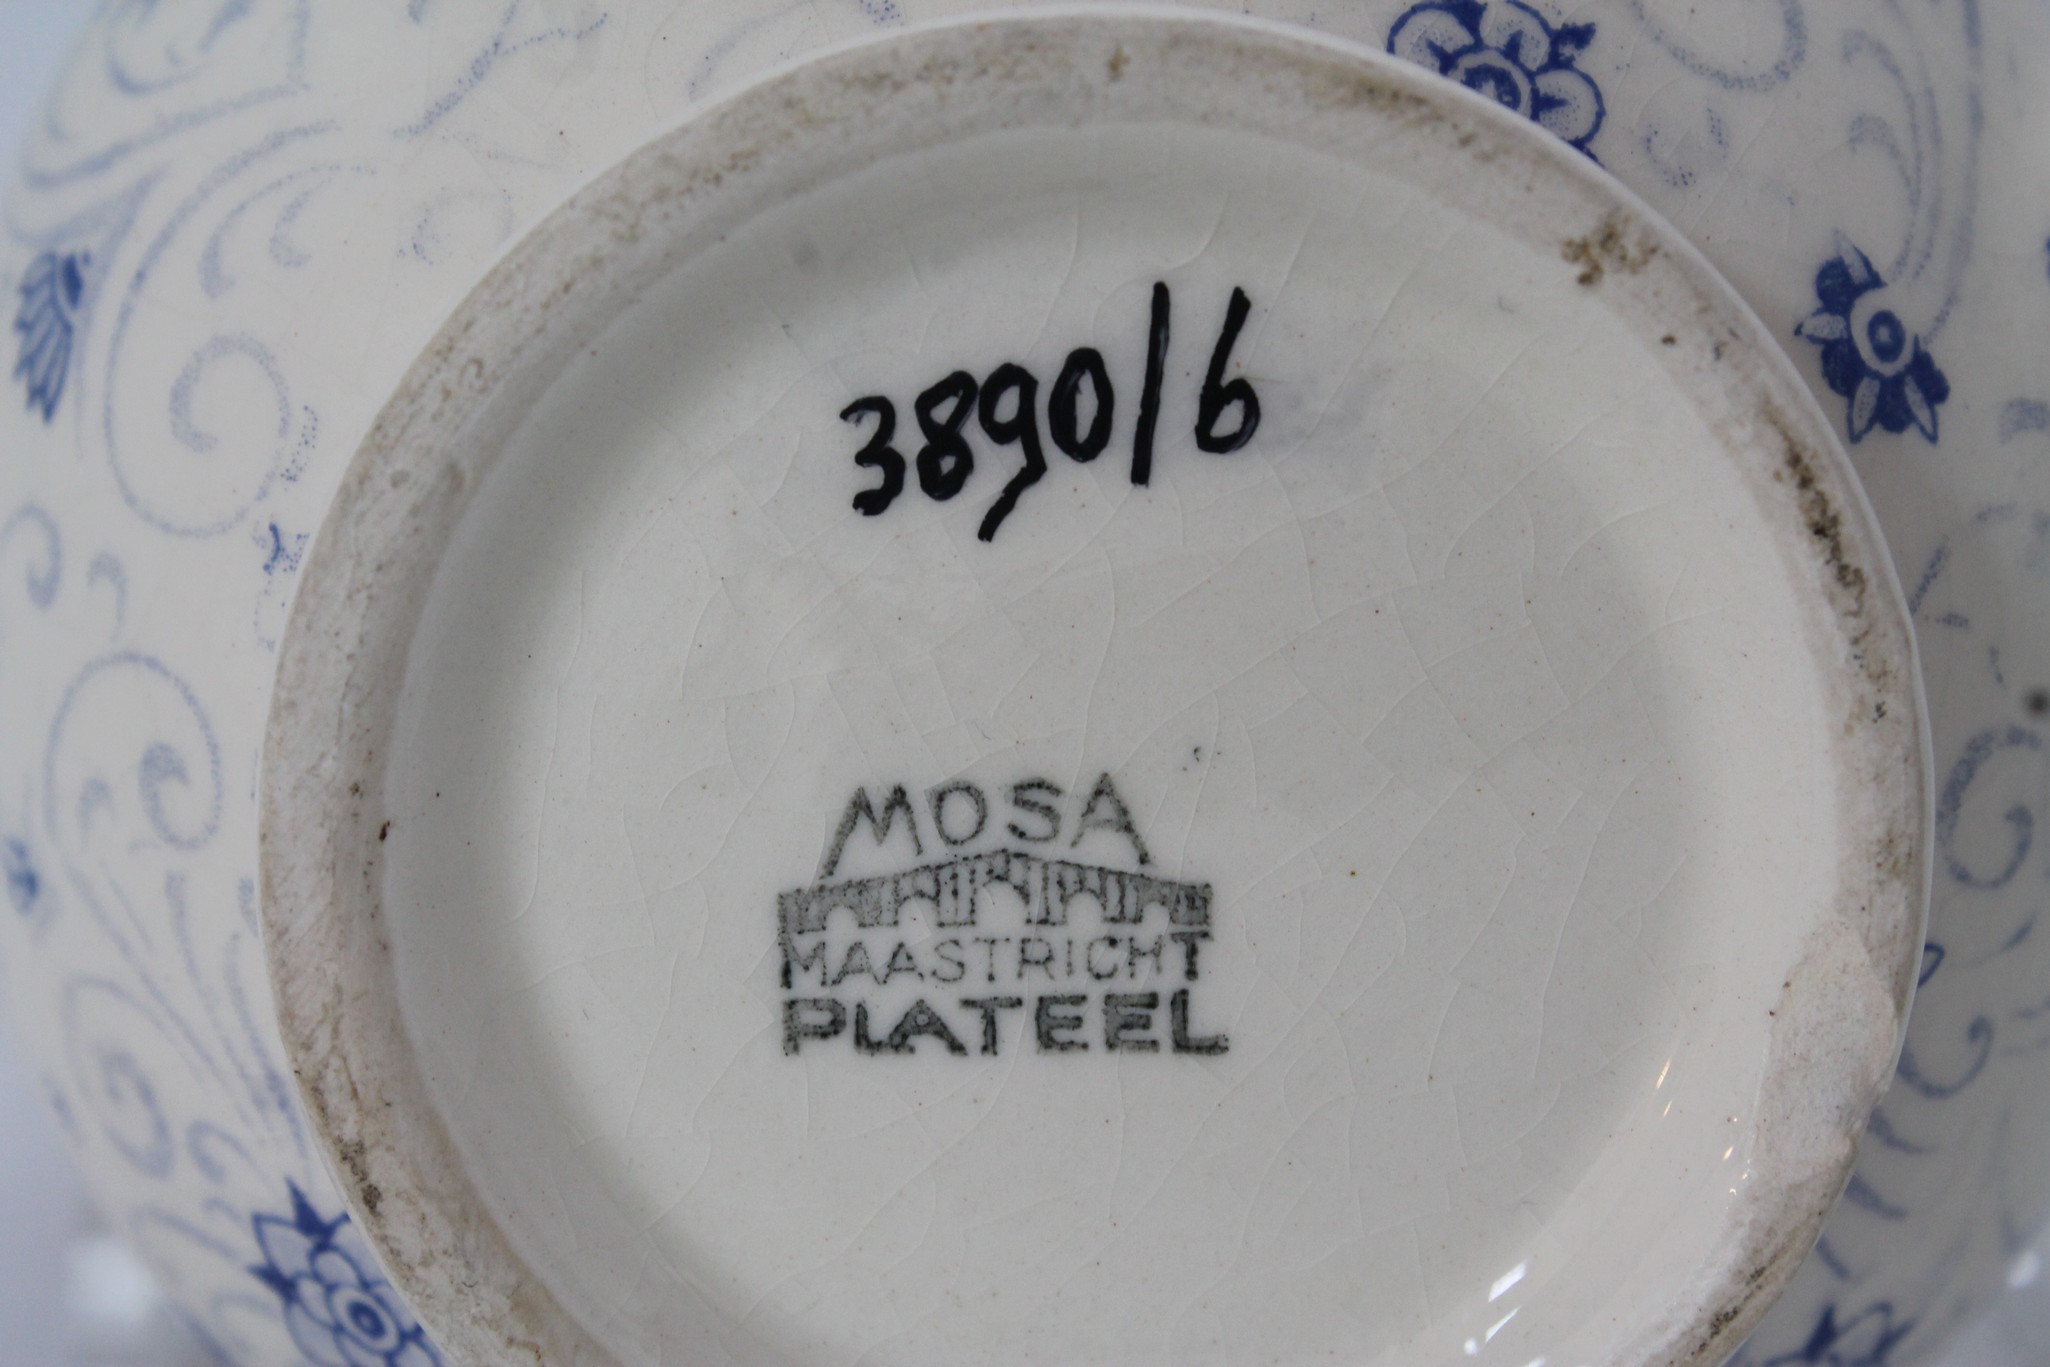 3890/6
MOSA
MAASTRICHT
PLATEEL